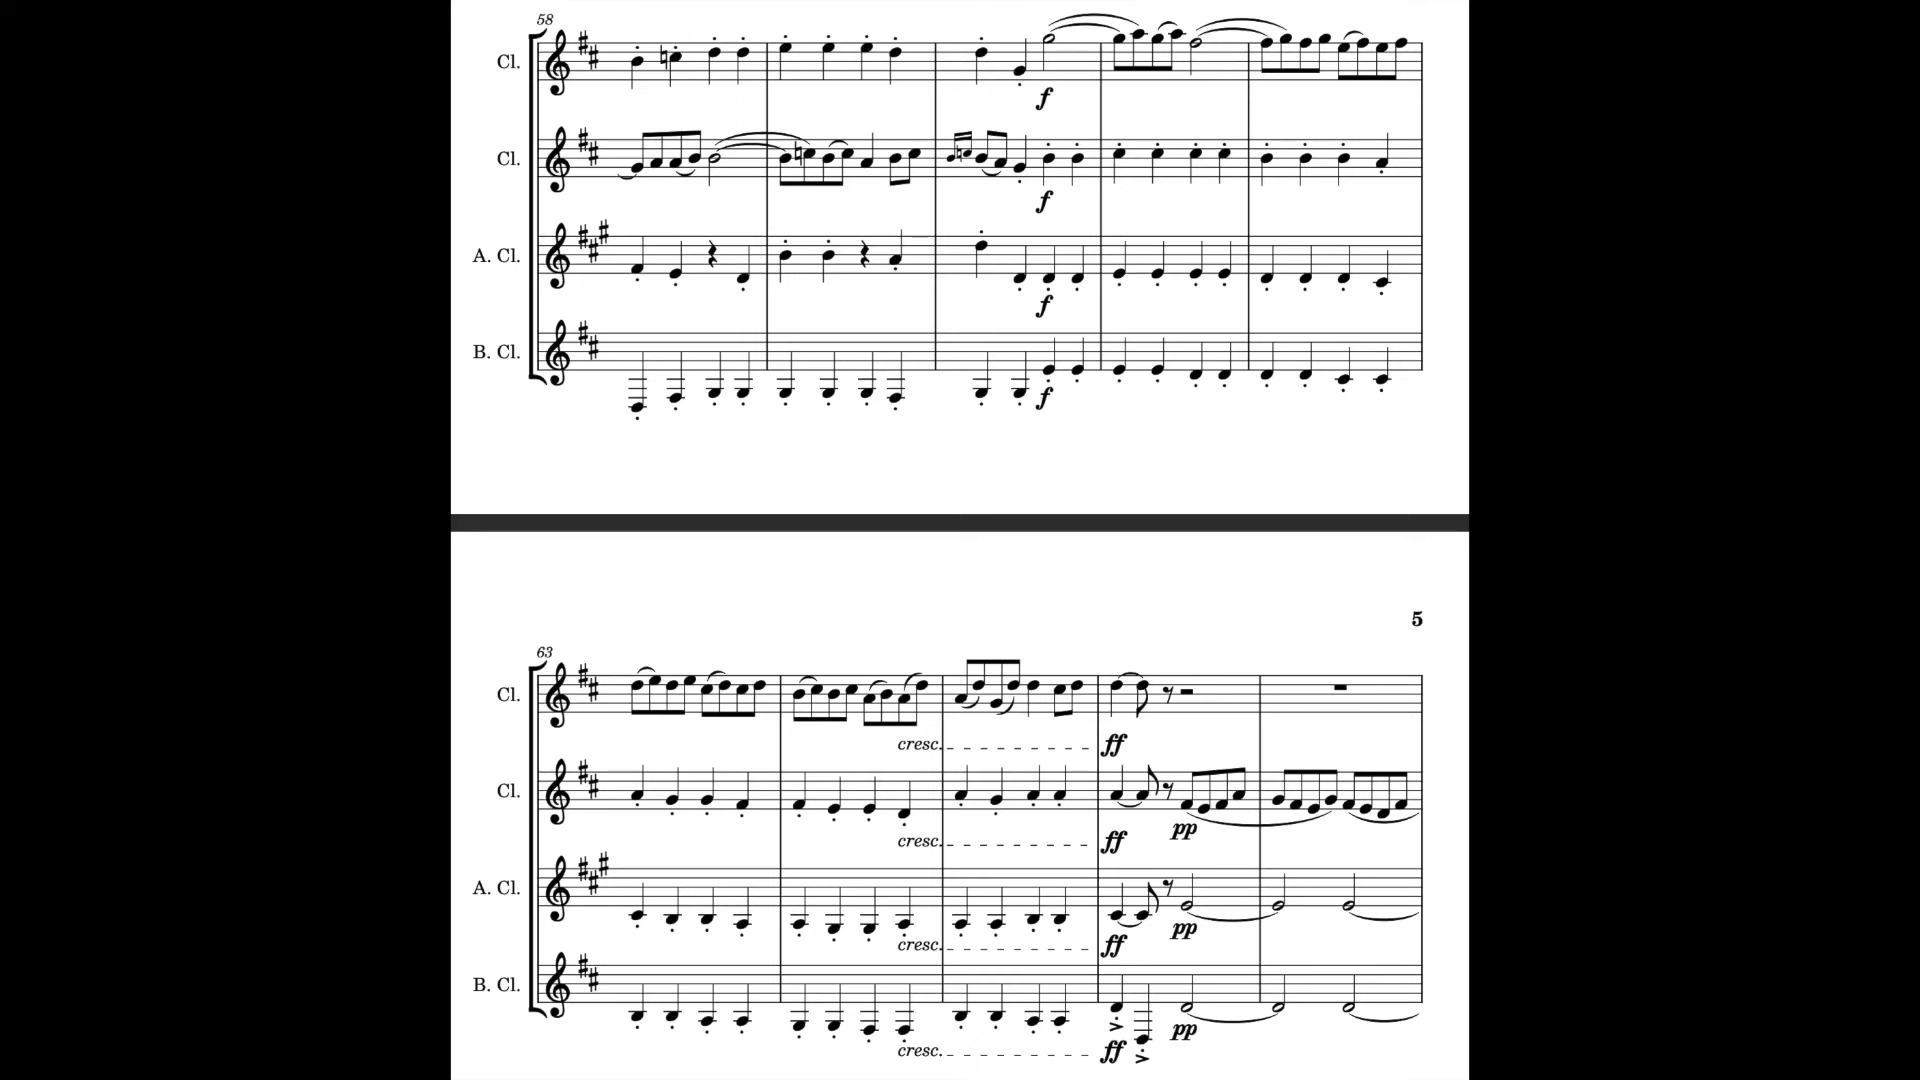 58
Cl.
f
Cl.
f
A. Cl.
f
B. Cl.
f
5
63
Cl.
cresc.
ff
Cl.
cresc.
ff
pp
A. Cl.
cresc.
ff
pp
B. Cl.
cresc.
ff
pp